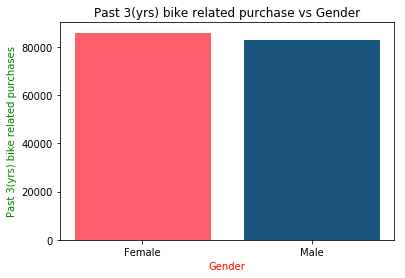 Past 3(yrs) bike related purchase vs Gender
Past 3(yrs) bike related purchases
80000
60000
40000
20000
0
Female Male
Gender